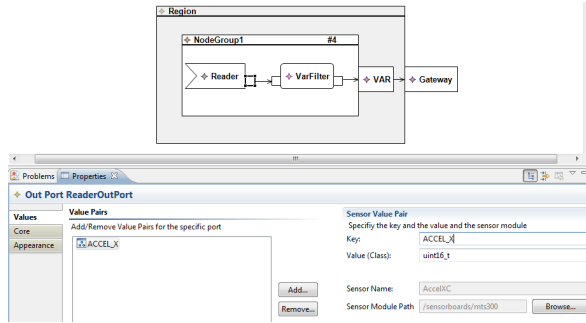 Region
NodeGroup1 #4
Reader
VarFilter
VAR
Gateway
Problems Properties
Out Port ReaderOutPort
Values
Core
Appearance
Value Pairs
Add/Remove Value Pairs for the specific port
ACCEL_X
Add...
Remove...
Sensor Value Pair
Specifiy the key and the value and the sensor module
Key: ACCEL_X
Value (Class): uint16_t
Sensor Name: AccelXC
Sensor Module Path /sensorboards/mts300 Browse...